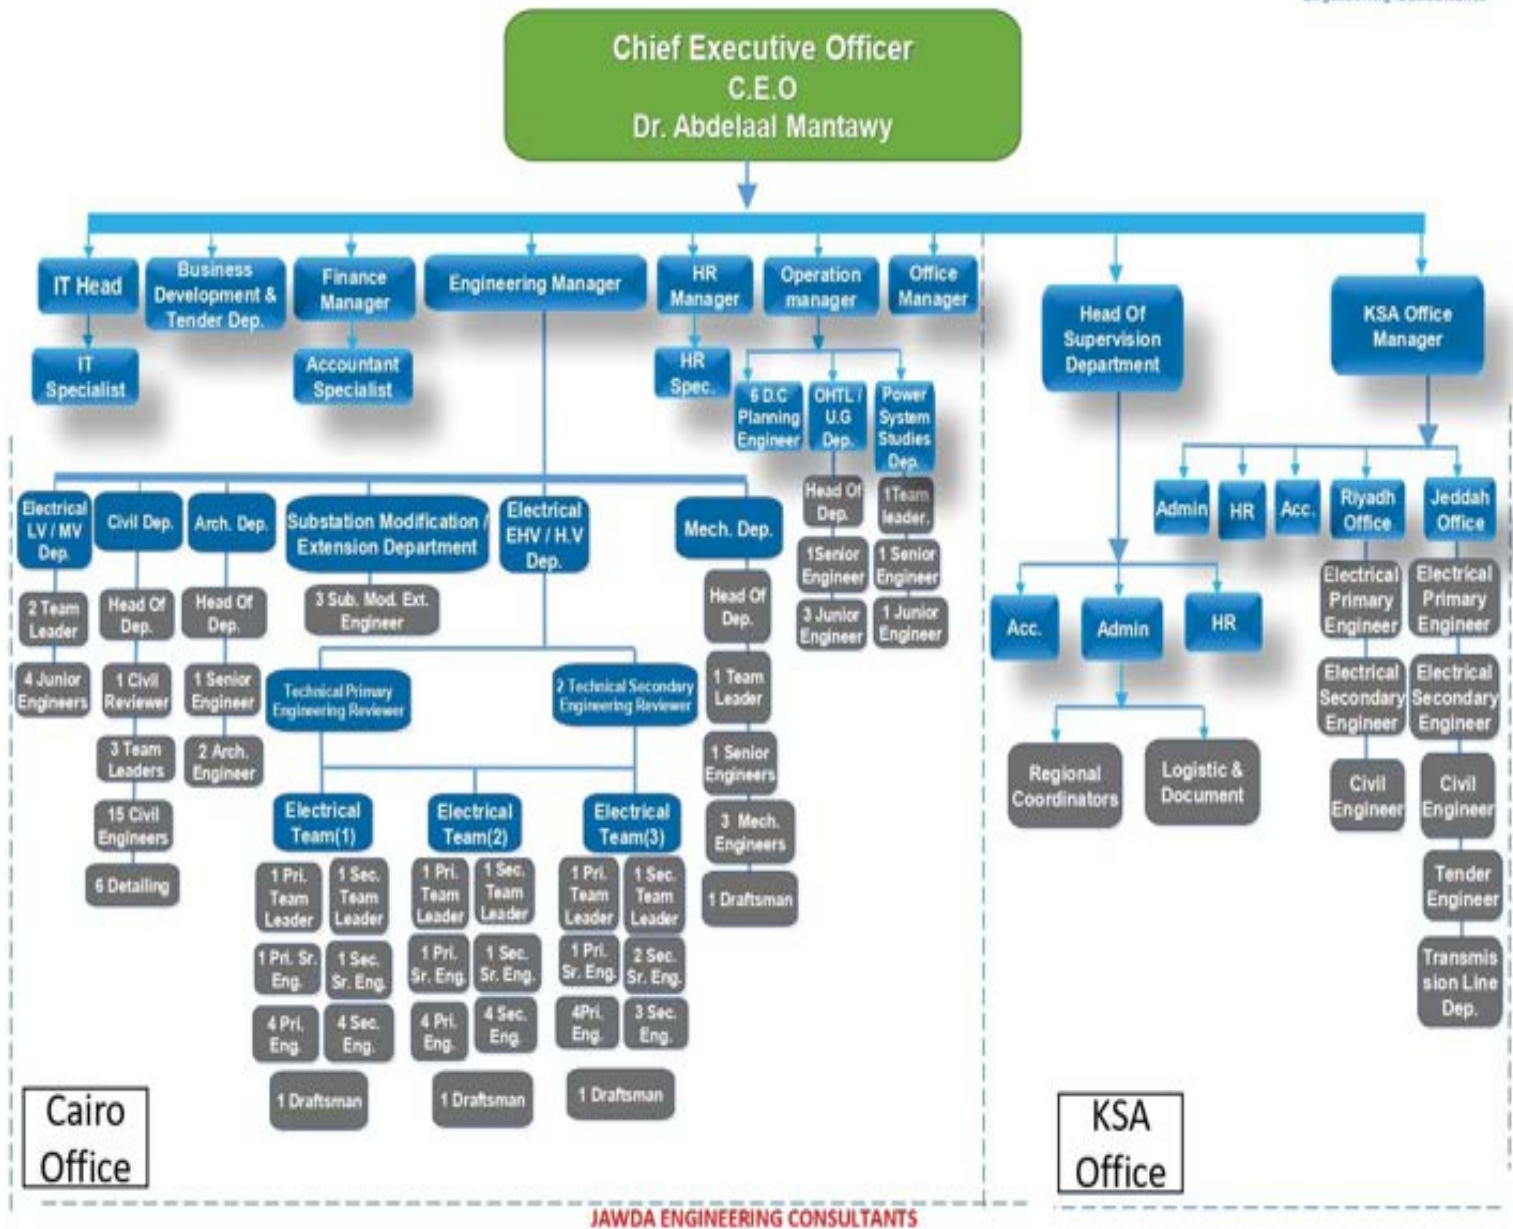 Chief Executive Officer
C.E.O
Dr. Abdelaal Mantawy
IT Head
IT
Specialist
Business
Development &
Tender Dep.
Finance
Manager
Accountant
Specialist
Engineering Manager
HR
Manager
HR
Spec.
Operation
manager
Office
Manager
6 D.C
Planning
Engineer
OHTL /
U.G
Dep.
Power
System
Studies
Dep.
Head Of
Dep.
1Senior
Engineer
3 Junior
Engineer
1Team
leader.
1 Senior
Engineer
1 Junior
Engineer
Electrical
LV / MV
Dep.
2 Team
Leader
4 Junior
Engineers
Civil Dep.
Head Of
Dep.
1 Civil
Reviewer
3 Team
Leaders
15 Civil
Engineers
6 Detailing
Arch. Dep.
Head Of
Dep.
1 Senior
Engineer
2 Arch.
Engineer
Substation Modification /
Extension Department
3 Sub. Mod. Ext.
Engineer
Electrical
EHV / H.V
Dep.
Technical Primary
Engineering Reviewer
2 Technical Secondary
Engineering Reviewer
Electrical
Team(1)
1 Pri.
Team
Leader
1 Sec.
Team
Leader
1 Pri. Sr.
Eng.
1 Sec.
Sr. Eng.
4 Pri.
Eng.
4 Sec.
Eng.
1 Draftsman
Electrical
Team(2)
1 Pri.
Team
Leader
1 Sec.
Team
Leader
1 Pri.
Sr. Eng.
1 Sec.
Sr. Eng.
4 Pri.
Eng.
4 Sec.
Eng.
1 Draftsman
Electrical
Team(3)
1 Pri.
Team
Leader
1 Sec.
Team
Leader
1 Pri.
Sr. Eng.
2 Sec.
Sr. Eng.
4Pri.
Eng.
3 Sec.
Eng.
1 Draftsman
Mech. Dep.
Head Of
Dep.
1 Team
Leader
1 Senior
Engineers
3 Mech.
Engineers
1 Draftsman
Cairo
Office
Head Of
Supervision
Department
Acc.
Admin
HR
Regional
Coordinators
Logistic &
Document
KSA Office
Manager
Admin
HR
Acc.
Riyadh
Office
Electrical
Primary
Engineer
Electrical
Secondary
Engineer
Civil
Engineer
Jeddah
Office
Electrical
Primary
Engineer
Electrical
Secondary
Engineer
Civil
Engineer
Tender
Engineer
Transmis
sion Line
Dep.
KSA
Office
JAWDA ENGINEERING CONSULTANTS